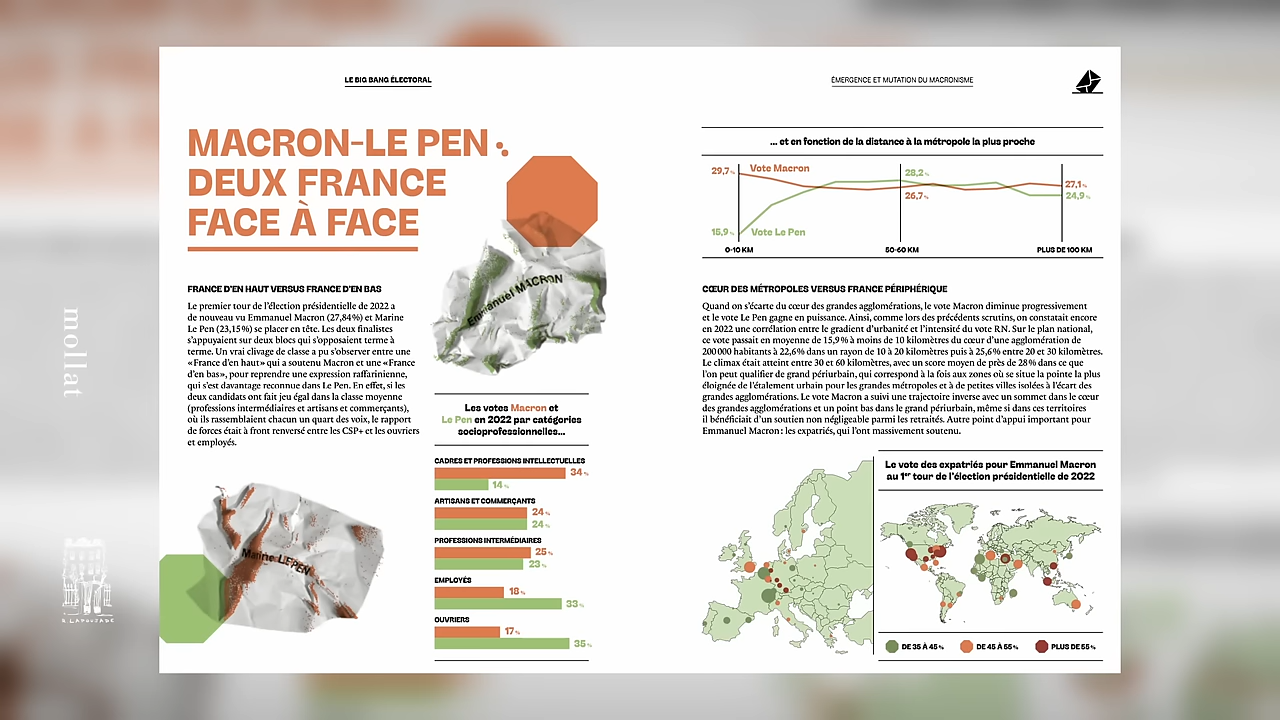 LE BIG BANG ÉLECTORAL
MACRON-LE PEN :
DEUX FRANCE
FACE À FACE
FRANCE D'EN HAUT VERSUS FRANCE D'EN BAS
Le premier tour de l'élection présidentielle de 2022 a
de nouveau vu Emmanuel Macron (27,84 %) et Marine
Le Pen (23,15 %) se placer en tête. Les deux finalistes
s'appuyaient sur deux blocs qui s'opposaient terme à
terme. Un vrai clivage de classe a pu s'observer entre une
«France d'en haut» qui a soutenu Macron et une «France
d'en bas», pour reprendre une expression raffarinienne,
qui s'est davantage reconnue dans Le Pen. En effet, si les
deux candidats ont fait jeu égal dans la classe moyenne
(professions intermédiaires et artisans et commerçants),
où ils rassemblaient chacun un quart des voix, le rapport
de forces était à front renversé entre les CSP+ et les ouvriers
et employés.
Emmanuel MACRON
Marine LE PEN
Les votes Macron et
Le Pen en 2022 par catégories
socioprofessionnelles...
CADRES ET PROFESSIONS INTELLECTUELLES
34 %
14 %
ARTISANS ET COMMERÇANTS
24 %
24 %
PROFESSIONS INTERMÉDIAIRES
25 %
23 %
EMPLOYÉS
18 %
33 %
OUVRIERS
17 %
35 %
ÉMERGENCE ET MUTATION DU MACRONISME
... et en fonction de la distance à la métropole la plus proche
29,7 %
Vote Macron
28,2 %
27,1 %
26,7 %
24,9 %
15,9 %
Vote Le Pen
0-10 KM
50-60 KM
PLUS DE 100 KM
CŒUR DES MÉTROPOLES VERSUS FRANCE PÉRIPHÉRIQUE
Quand on s'écarte du cœur des grandes agglomérations, le vote Macron diminue progressivement
et le vote Le Pen gagne en puissance. Ainsi, comme lors des précédents scrutins, on constatait encore
en 2022 une corrélation entre le gradient d'urbanité et l'intensité du vote RN. Sur le plan national,
ce vote passait en moyenne de 15,9 % à moins de 10 kilomètres du cœur d'une agglomération de
200 000 habitants à 22,6 % dans un rayon de 10 à 20 kilomètres puis à 25,6 % entre 20 et 30 kilomètres.
Le climax était atteint entre 30 et 60 kilomètres, avec un score moyen de près de 28 % dans ce que
l'on peut qualifier de grand périurbain, qui correspond à la fois aux zones où se situe la pointe la plus
éloignée de l'étalement urbain pour les grandes métropoles et à de petites villes isolées à l'écart des
grandes agglomérations. Le vote Macron a suivi une trajectoire inverse avec un sommet dans le cœur
des grandes agglomérations et un point bas dans le grand périurbain, même si dans ces territoires
il bénéficiait d'un soutien non négligeable parmi les retraités. Autre point d'appui important pour
Emmanuel Macron : les expatriés, qui l'ont massivement soutenu.
Le vote des expatriés pour Emmanuel Macron
au 1er tour de l'élection présidentielle de 2022
DE 35 À 45 %
DE 45 À 55 %
PLUS DE 55 %
mollat
N. LAPOUJADE